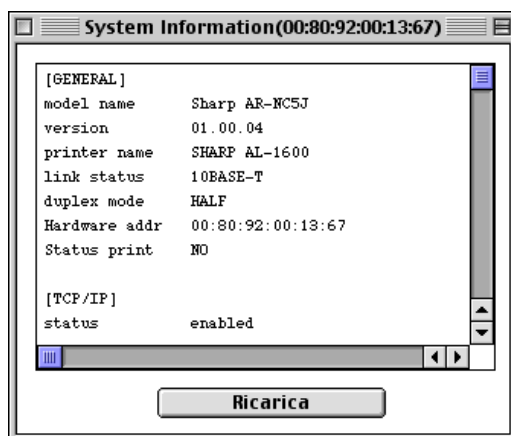 System Information(00:80:92:00:13:67)
[GENERAL]
model name Sharp AR-NC5J
version 01.00.04
printer name SHARP AL-1600
link status 10BASE-T
duplex mode HALF
Hardware addr 00:80:92:00:13:67
Status print NO
[TCP/IP]
status enabled
Ricarica